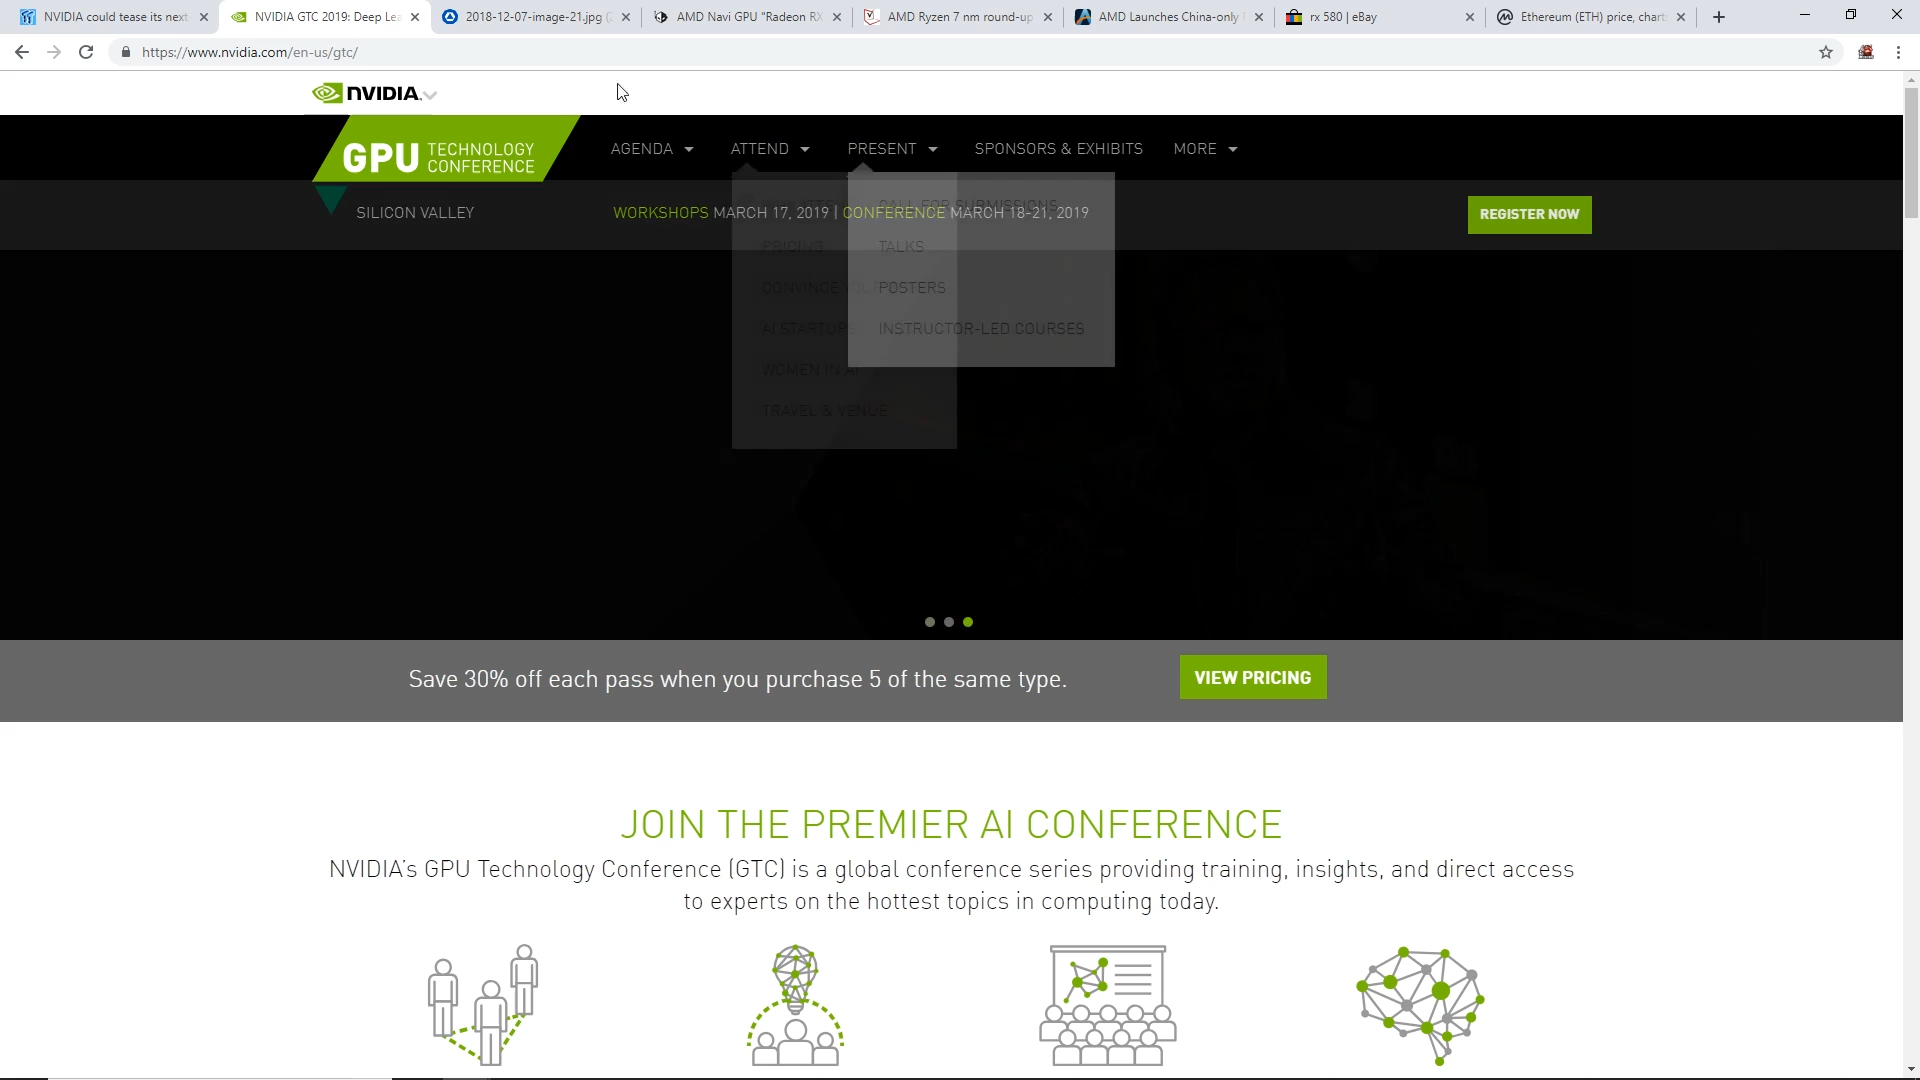 NVIDIA could tease its next
NVIDIA GTC 2019: Deep Lea
2018-12-07-image-21.jpg (2
AMD Navi GPU "Radeon RX
AMD Ryzen 7 nm round-up
AMD Launches China-only
rx 580 | eBay
Ethereum (ETH) price, chart
https://www.nvidia.com/en-us/gtc/
NVIDIA.
GPU TECHNOLOGY CONFERENCE
AGENDA
ATTEND
PRESENT
SPONSORS & EXHIBITS
MORE
CALL FOR SUBMISSIONS
SILICON VALLEY
WORKSHOPS MARCH 17, 2019 | CONFERENCE MARCH 18-21, 2019
REGISTER NOW
PRICING
TALKS
CONVINCE
POSTERS
AI STARTUPS
INSTRUCTOR-LED COURSES
WOMEN IN AI
TRAVEL & VENUE
Save 30% off each pass when you purchase 5 of the same type.
VIEW PRICING
JOIN THE PREMIER AI CONFERENCE
NVIDIA's GPU Technology Conference (GTC) is a global conference series providing training, insights, and direct access
to experts on the hottest topics in computing today.